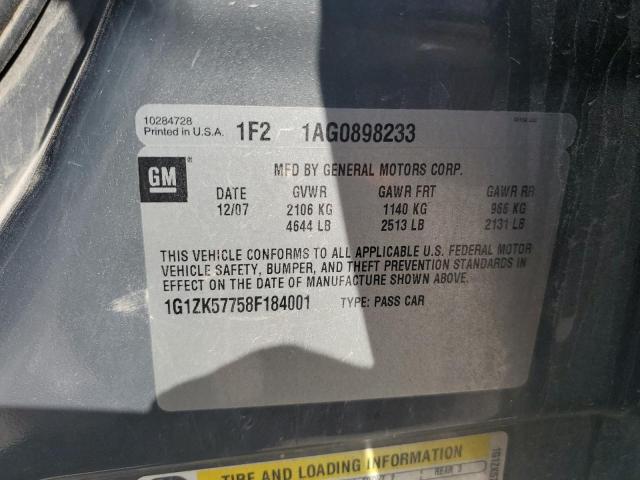 10284728
Printed in U.S.A. 1F2 1AG0898233
GM ®
MFD BY GENERAL MOTORS CORP.
DATE GVWR GAWR FRT GAWR RR
12/07 2106 KG 1140 KG 966 KG
4644 LB 2513 LB 2131 LB
THIS VEHICLE CONFORMS TO ALL APPLICABLE U.S. FEDERAL MOTOR
VEHICLE SAFETY, BUMPER, AND THEFT PREVENTION STANDARDS IN
EFFECT ON THE DATE OF MANUFACTURE SHOWN ABOVE.
1G1ZK57758F184001 TYPE: PASS CAR
TIRE AND LOADING INFORMATION
REAR